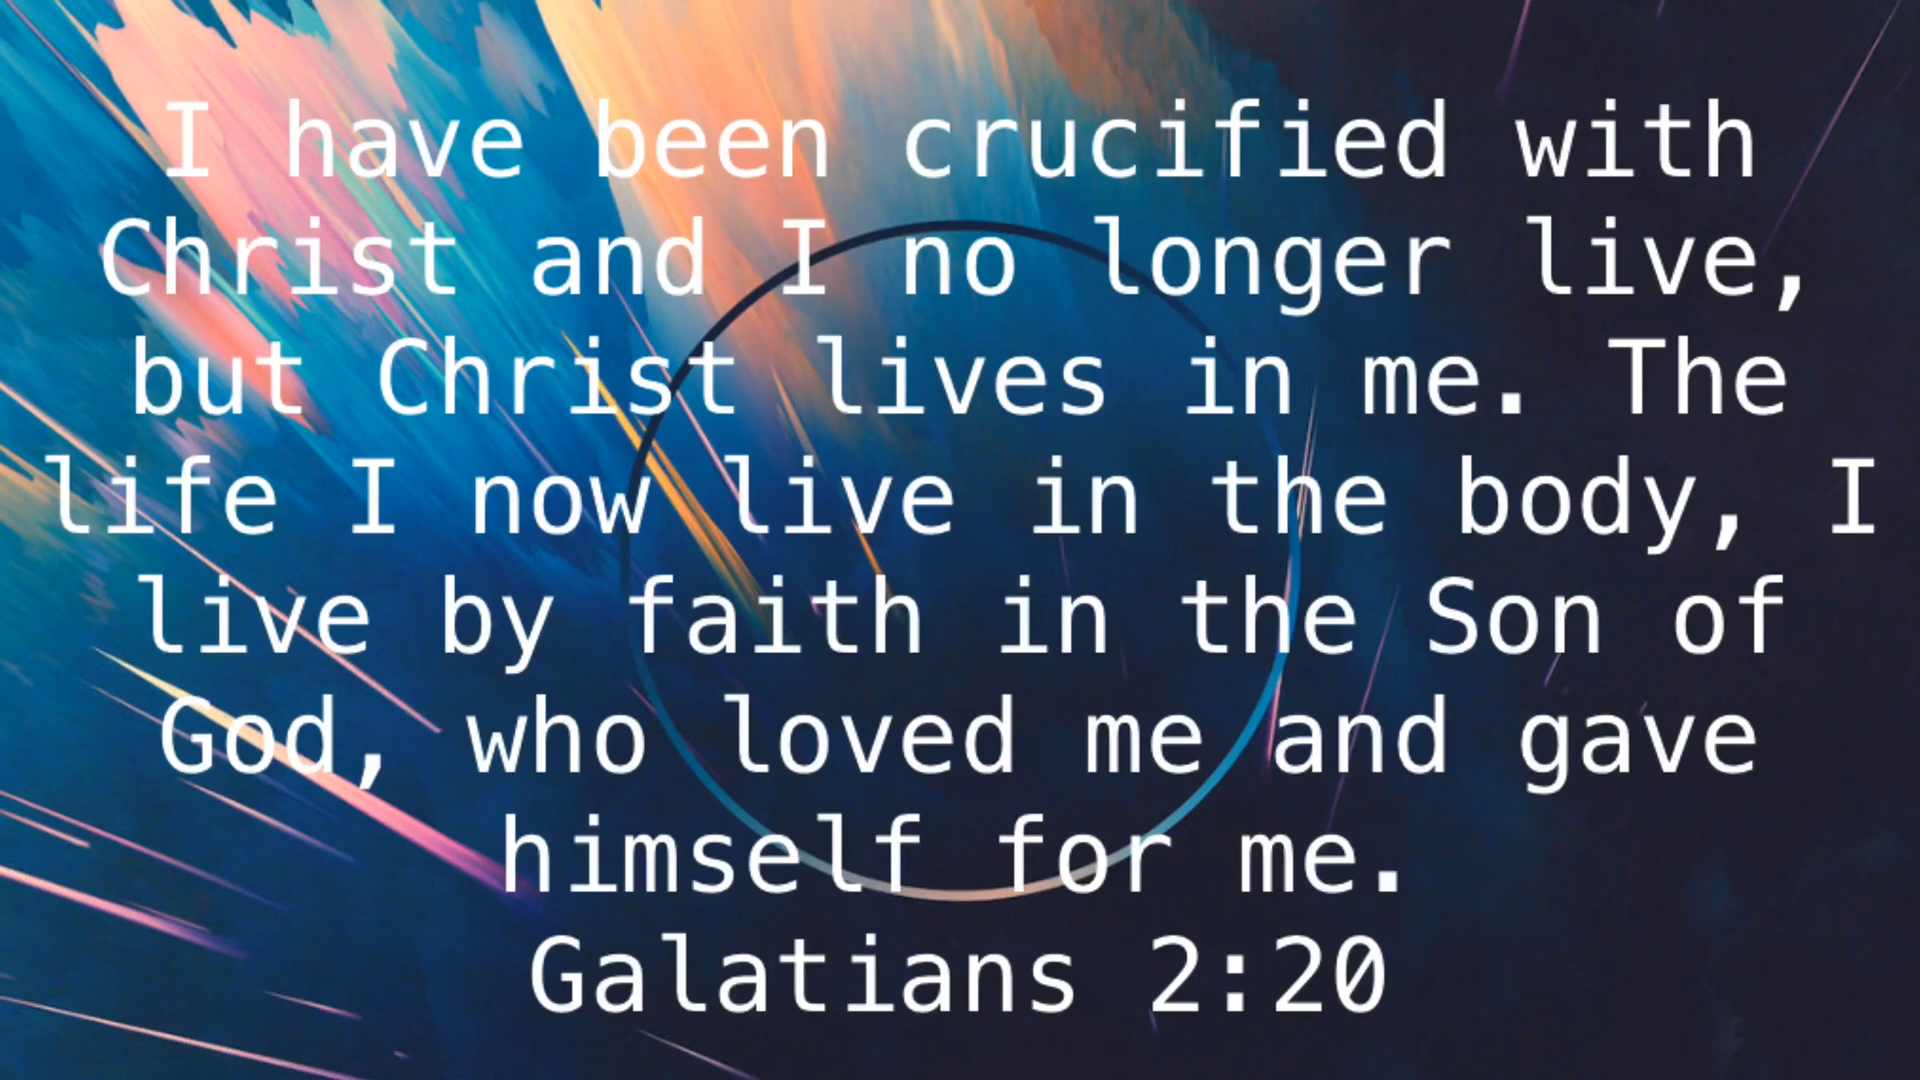 I have been crucified with
Christ and I no longer live,
but Christ lives in me. The
life I now live in the body, I
live by faith in the Son of
God, who loved me and gave
himself for me.
Galatians 2:20